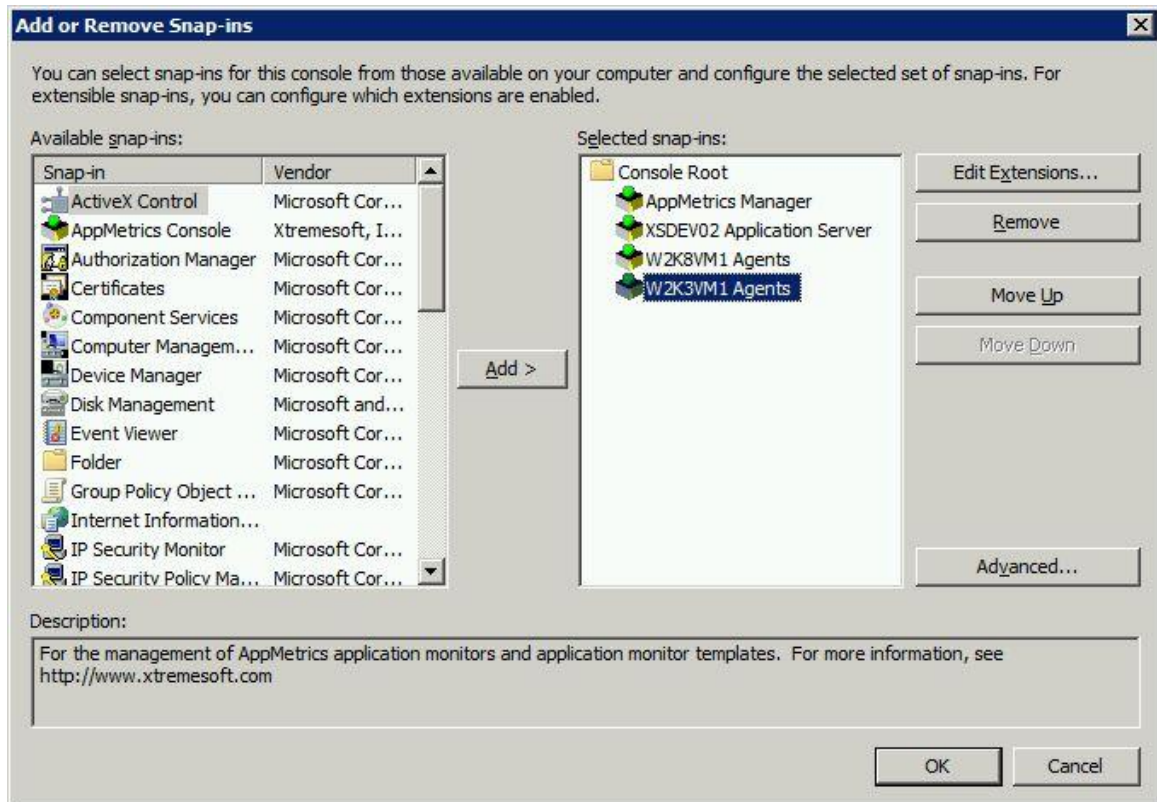 Add or Remove Snap-ins
You can select snap-ins for this console from those available on your computer and configure the selected set of snap-ins. For
extensible snap-ins, you can configure which extensions are enabled.
Available snap-ins:
Snap-in Vendor
ActiveX Control Microsoft Cor...
AppMetrics Console Xtremesoft, I...
Authorization Manager Microsoft Cor...
Certificates Microsoft Cor...
Component Services Microsoft Cor...
Computer Managem... Microsoft Cor...
Device Manager Microsoft Cor...
Disk Management Microsoft and...
Event Viewer Microsoft Cor...
Folder Microsoft Cor...
Group Policy Object ... Microsoft Cor...
Internet Information...
IP Security Monitor Microsoft Cor...
IP Security Policy Ma... Microsoft Cor...
Add >
Selected snap-ins:
Console Root
AppMetrics Manager
XSDEV02 Application Server
W2K8VM1 Agents
W2K3VM1 Agents
Edit Extensions...
Remove
Move Up
Move Down
Advanced...
Description:
For the management of AppMetrics application monitors and application monitor templates. For more information, see
http://www.xtremesoft.com
OK Cancel